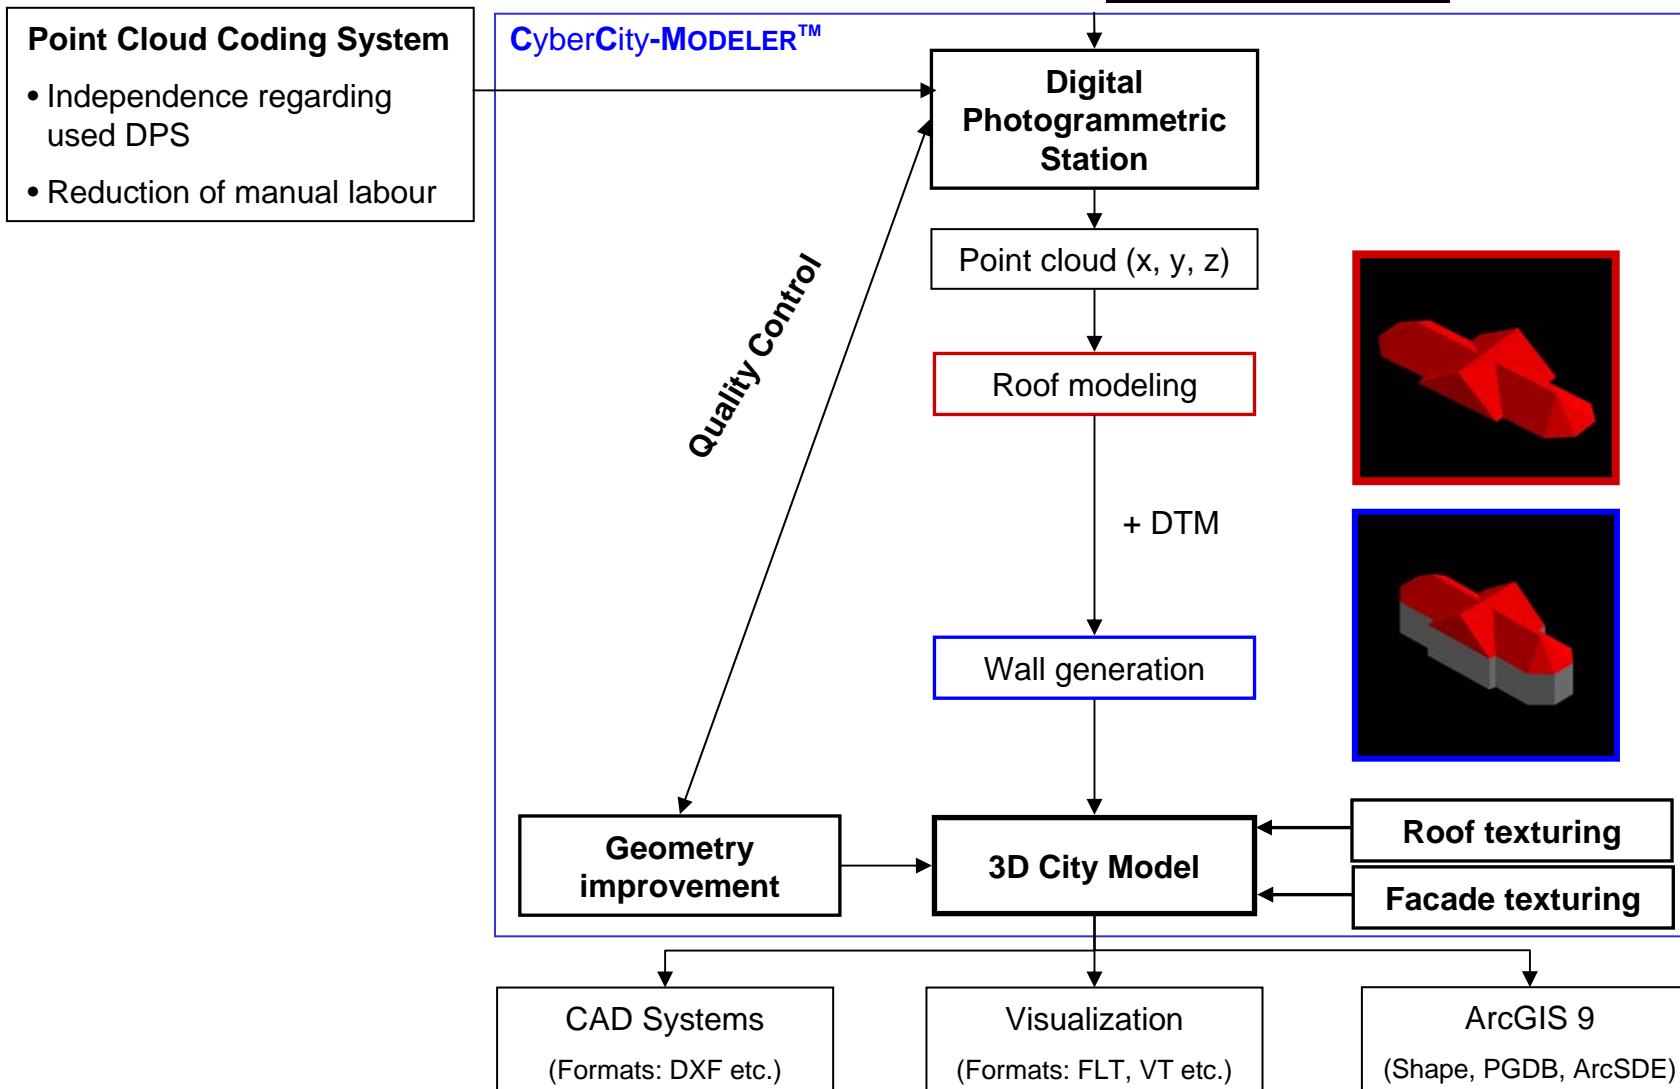 Point Cloud Coding System
• Independence regarding
used DPS
• Reduction of manual labour
CyberCity-MODELER™
Digital
Photogrammetric
Station
Point cloud (x, y, z)
Quality Control
Roof modeling
+ DTM
Wall generation
Geometry
improvement
3D City Model
Roof texturing
Facade texturing
CAD Systems
(Formats: DXF etc.)
Visualization
(Formats: FLT, VT etc.)
ArcGIS 9
(Shape, PGDB, ArcSDE)